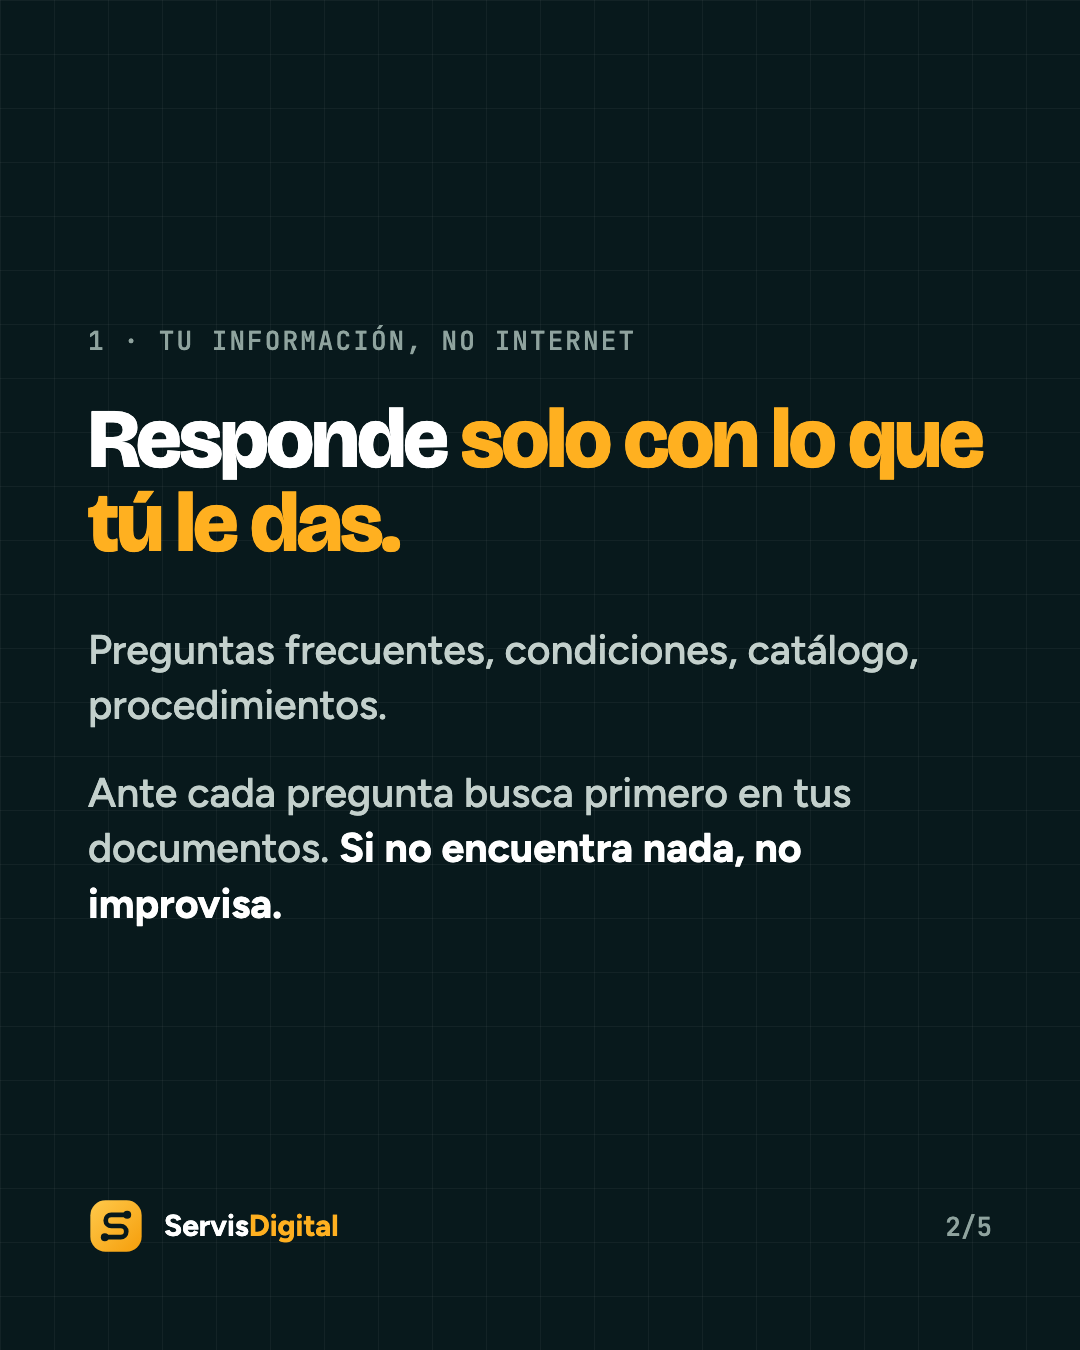 1 · TU INFORMACIÓN, NO INTERNET
Responde solo con lo que
tú le das.
Preguntas frecuentes, condiciones, catálogo,
procedimientos.
Ante cada pregunta busca primero en tus
documentos. Si no encuentra nada, no
improvisa.
ServisDigital
2/5